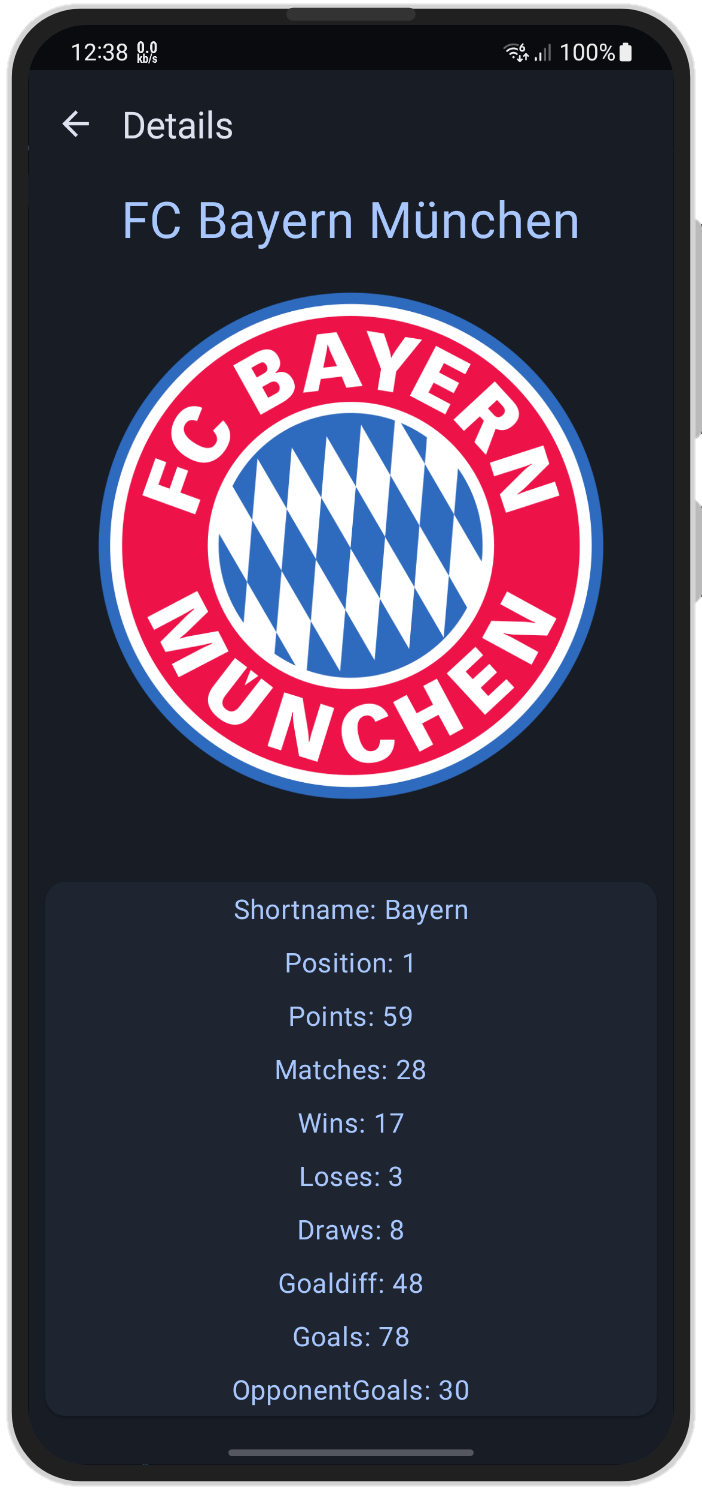 12:38 0.0 kb/s 6 100%
Details
FC Bayern München
FC BAYERN
MÜNCHEN
Shortname: Bayern
Position: 1
Points: 59
Matches: 28
Wins: 17
Loses: 3
Draws: 8
Goaldiff: 48
Goals: 78
OpponentGoals: 30